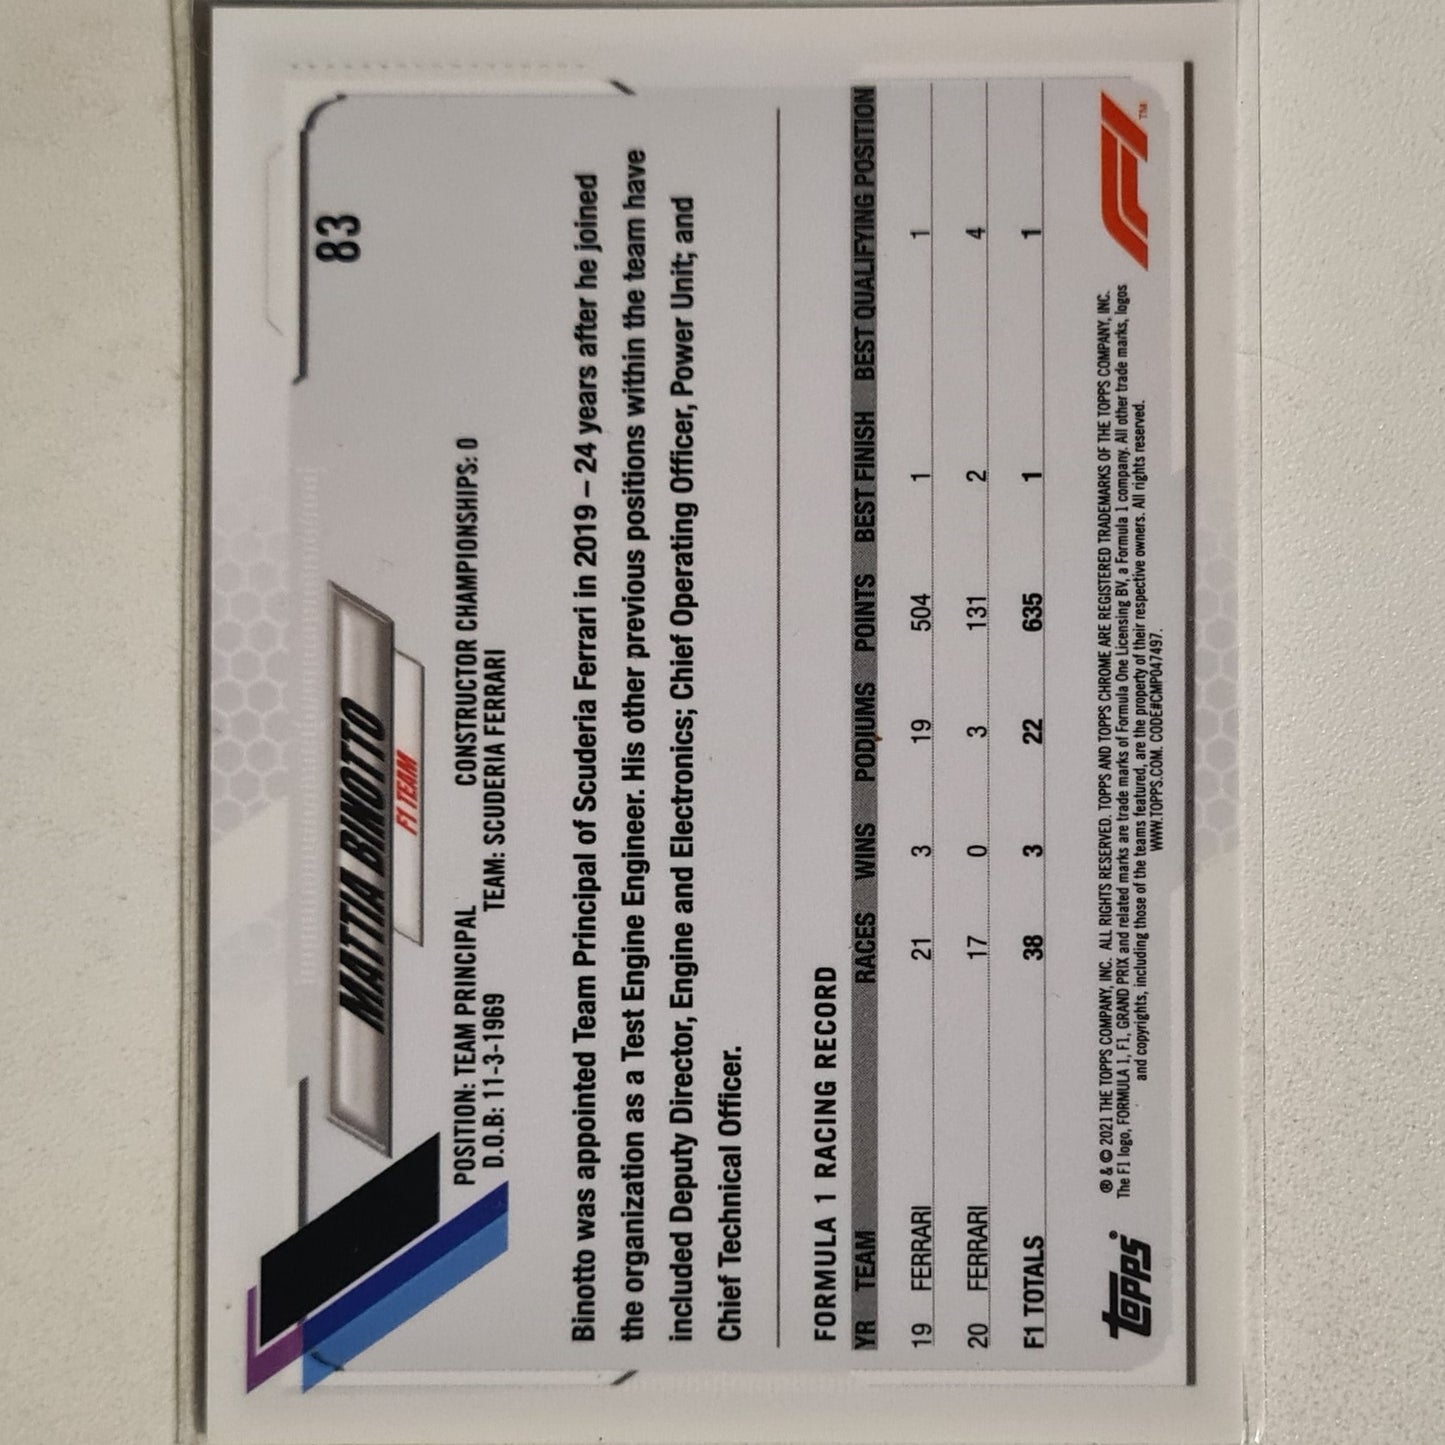 83
MATTIA BINOTTO
F1 TEAM
POSITION: TEAM PRINCIPAL CONSTRUCTOR CHAMPIONSHIPS: 0
D.O.B: 11-3-1969 TEAM: SCUDERIA FERRARI
Binotto was appointed Team Principal of Scuderia Ferrari in 2019 – 24 years after he joined
the organization as a Test Engine Engineer. His other previous positions within the team have
included Deputy Director, Engine and Electronics; Chief Operating Officer, Power Unit; and
Chief Technical Officer.
FORMULA 1 RACING RECORD
YR TEAM RACES WINS PODIUMS POINTS BEST FINISH BEST QUALIFYING POSITION
19 FERRARI 21 3 19 504 1 1
20 FERRARI 17 0 3 131 2 4
F1 TOTALS 38 3 22 635 1 1
® & © 2021 THE TOPPS COMPANY, INC. ALL RIGHTS RESERVED. TOPPS AND TOPPS CHROME ARE REGISTERED TRADEMARKS OF THE TOPPS COMPANY, INC.
The F1 logo, FORMULA 1, F1, GRAND PRIX and related marks are trade marks of Formula One Licensing BV, a Formula 1 company. All other trade marks, logos
and copyrights, including those of the teams featured, are the property of their respective owners. All rights reserved.
WWW.TOPPS.COM. CODE#CMP047497.
topps®
F1™